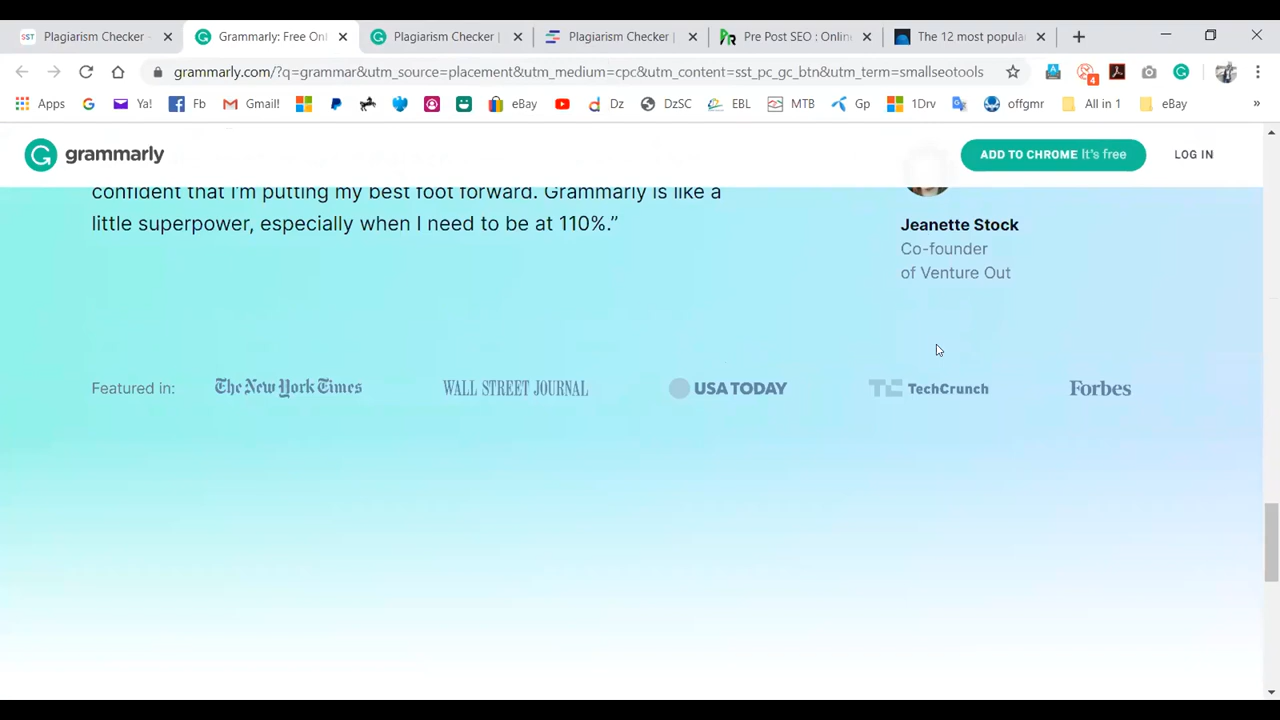 SST Plagiarism Checker -
Grammarly: Free Onl
Plagiarism Checker |
Plagiarism Checker |
Pre Post SEO : Online
The 12 most popula
grammarly.com/?q=grammar&utm_source=placement&utm_medium=cpc&utm_content=sst_pc_gc_btn&utm_term=smallseotools
4
Apps Ya! Fb Gmail! eBay Dz DzSC EBL MTB Gp 1Drv offgmr All in 1 eBay »
grammarly
ADD TO CHROME It's free
LOG IN
confident that I'm putting my best foot forward. Grammarly is like a
little superpower, especially when I need to be at 110%.”
Jeanette Stock
Co-founder
of Venture Out
Featured in: The New York Times WALL STREET JOURNAL USA TODAY TC TechCrunch Forbes